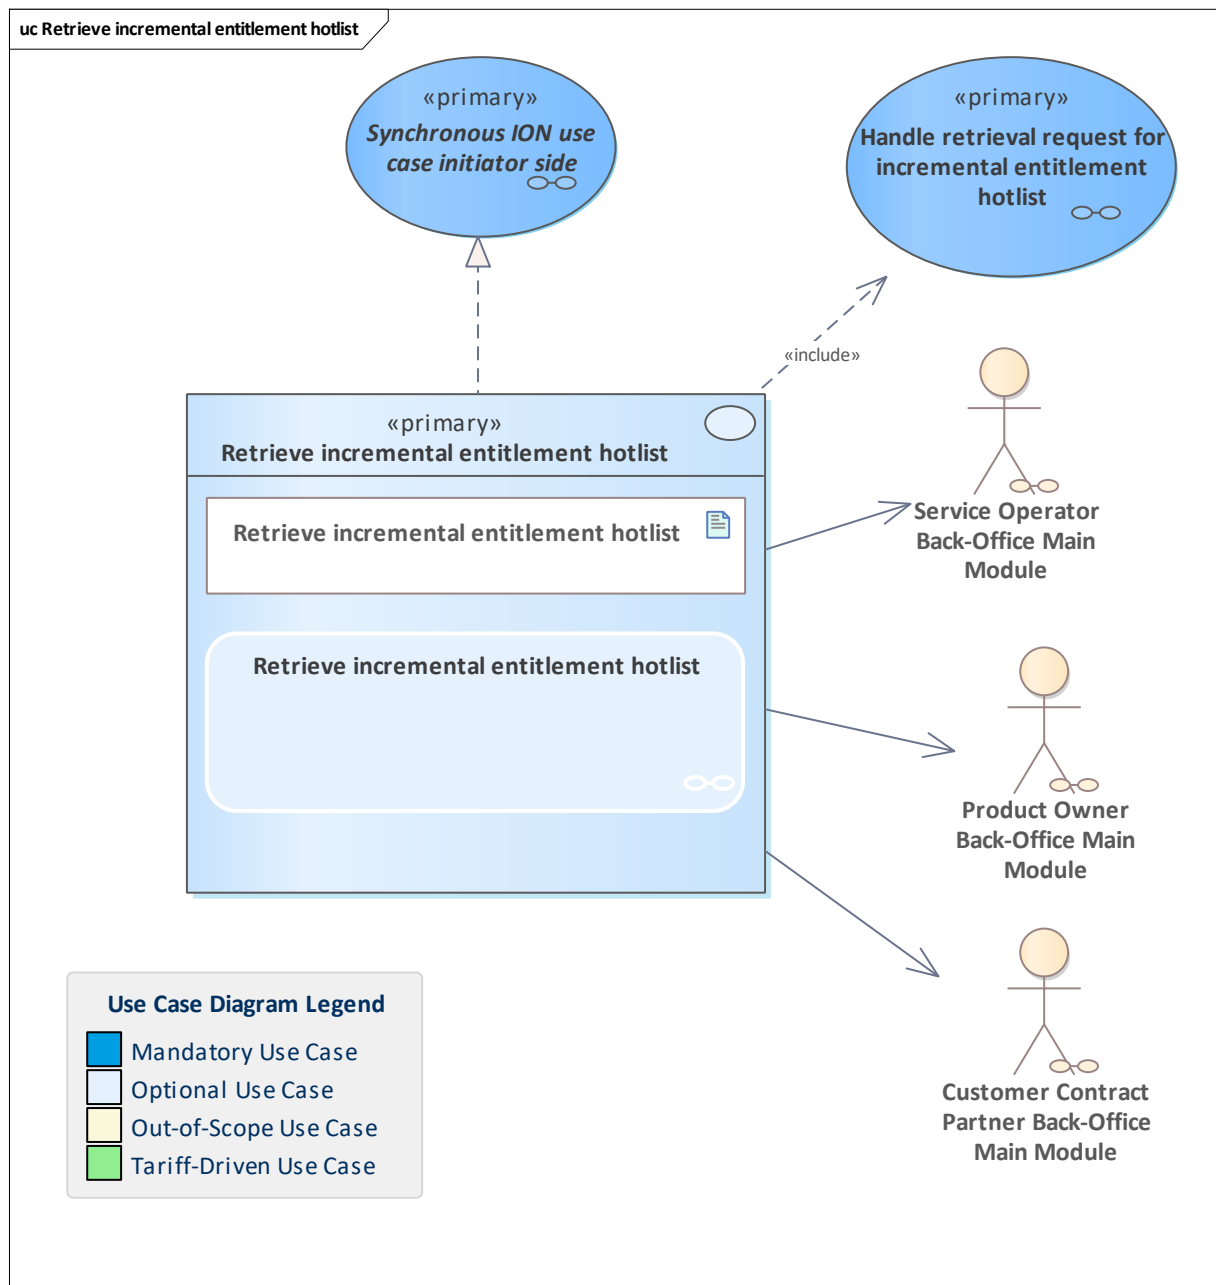 uc Retrieve incremental entitlement hotlist
«primary»
Synchronous ION use
case initiator side
«primary»
Handle retrieval request for
incremental entitlement
hotlist
«include»
«primary»
Retrieve incremental entitlement hotlist
Retrieve incremental entitlement hotlist
Retrieve incremental entitlement hotlist
Service Operator
Back-Office Main
Module
Product Owner
Back-Office Main
Module
Customer Contract
Partner Back-Office
Main Module
Use Case Diagram Legend
Mandatory Use Case
Optional Use Case
Out-of-Scope Use Case
Tariff-Driven Use Case